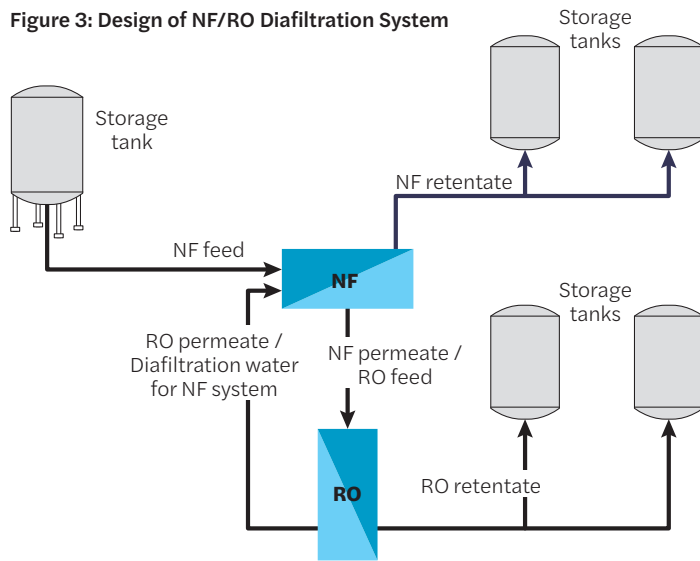 Figure 3: Design of NF/RO Diafiltration System
Storage
tanks
Storage
tank
NF retentate
NF feed
NF
Storage
tanks
RO permeate /
Diafiltration water
for NF system
NF permeate /
RO feed
RO
RO retentate